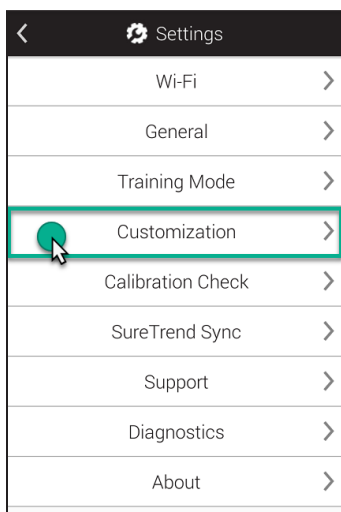 Settings
Wi-Fi
General
Training Mode
Customization
Calibration Check
SureTrend Sync
Support
Diagnostics
About